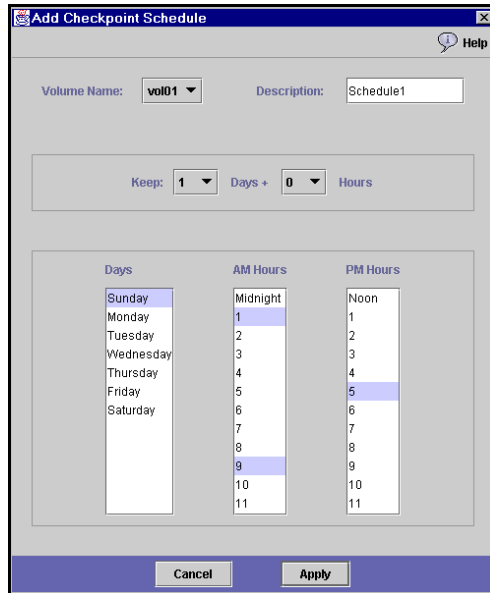 Add Checkpoint Schedule
Help
Volume Name: vol01 Description: Schedule1
Keep: 1 Days + 0 Hours
Days AM Hours PM Hours
Sunday Midnight Noon
Monday 1 1
Tuesday 2 2
Wednesday 3 3
Thursday 4 4
Friday 5 5
Saturday 6 6
7 7
8 8
9 9
10 10
11 11
Cancel Apply